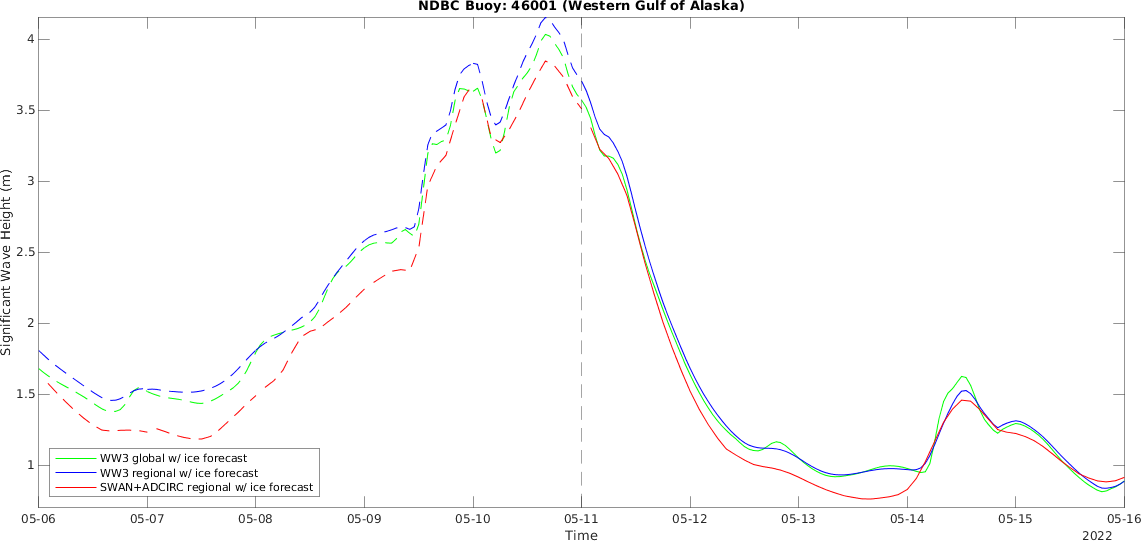 NDBC Buoy: 46001 (Western Gulf of Alaska)
Significant Wave Height (m)
4
3.5
3
2.5
2
1.5
1
WW3 global w/ ice forecast
WW3 regional w/ ice forecast
SWAN+ADCIRC regional w/ ice forecast
05-06 05-07 05-08 05-09 05-10 05-11 05-12 05-13 05-14 05-15 05-16
Time
2022